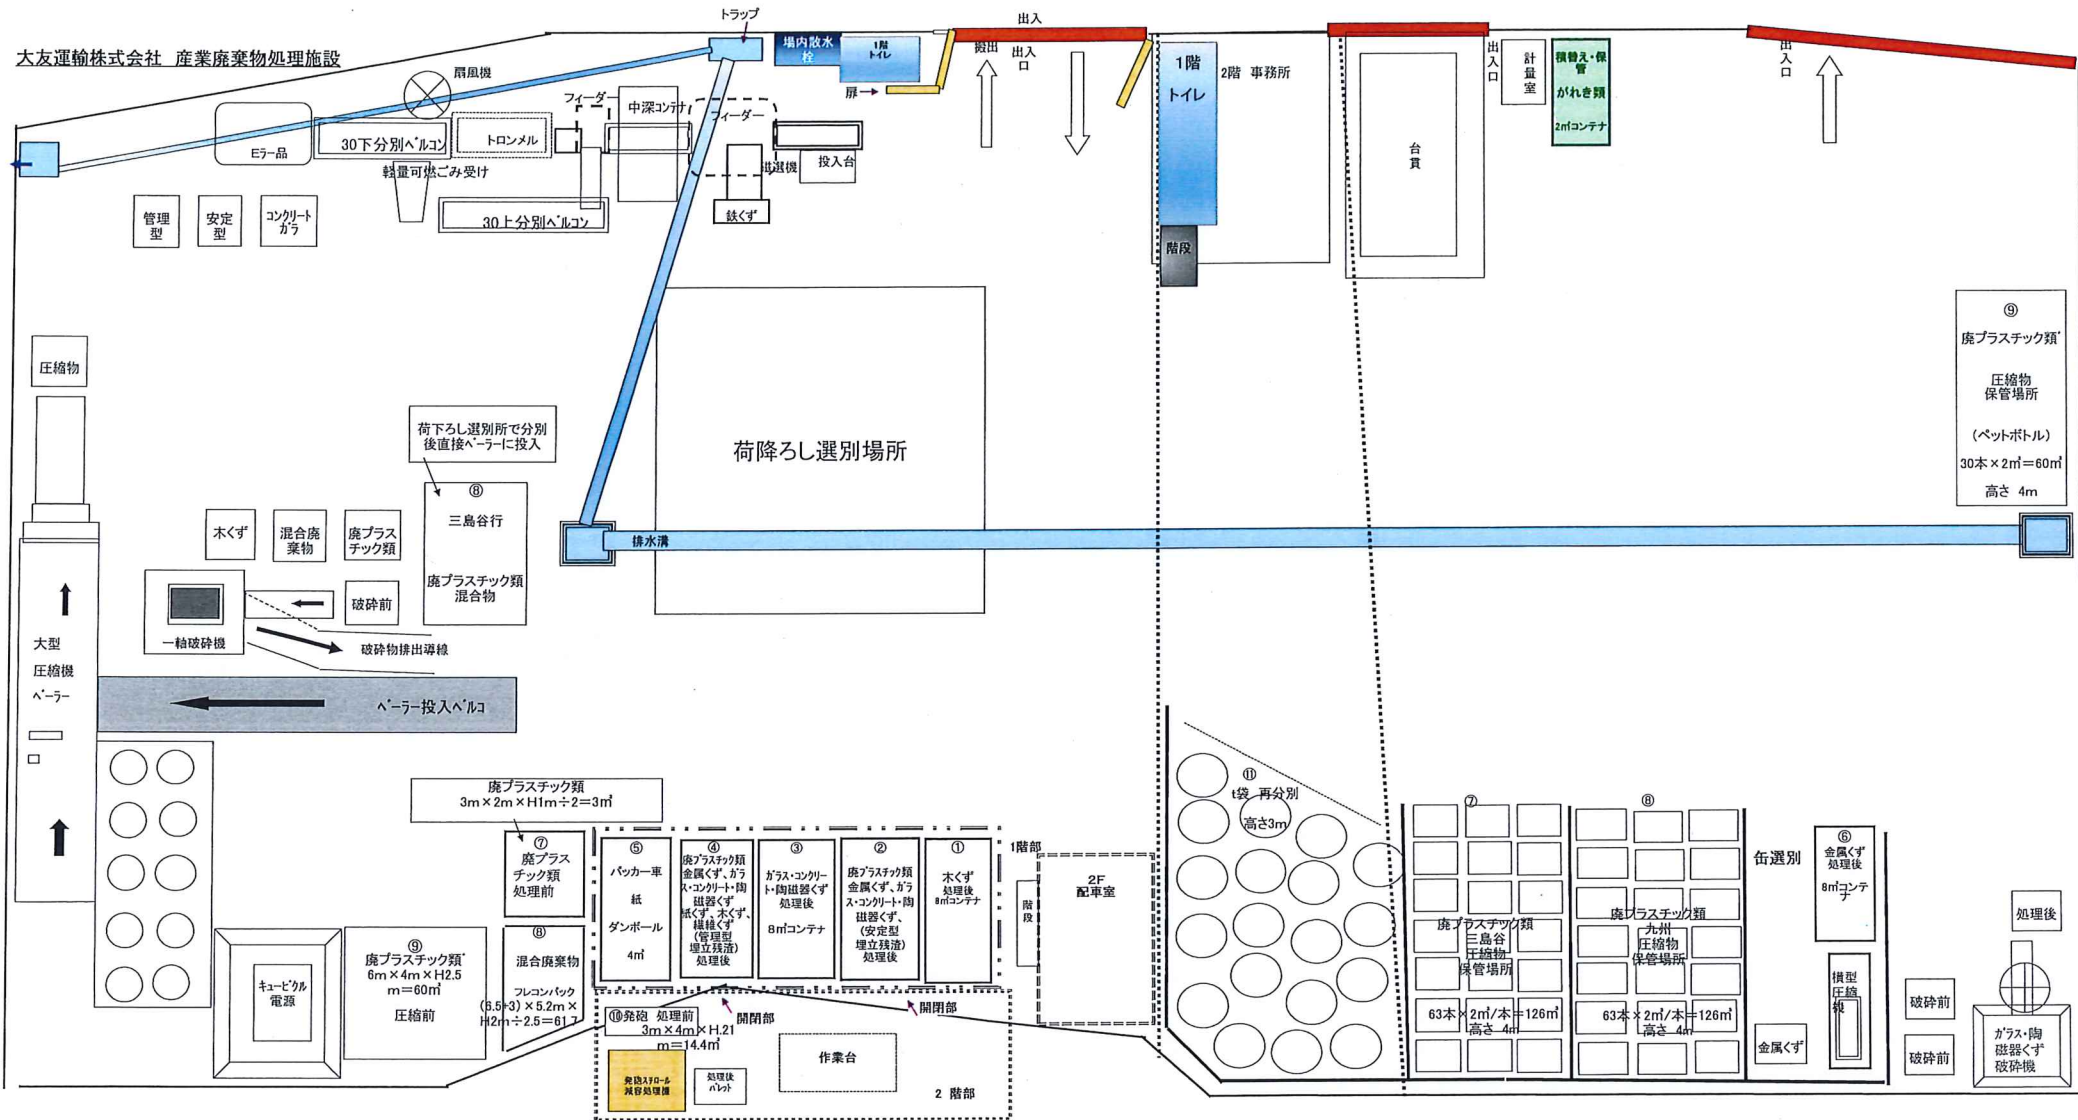 大友運輸株式会社 産業廃棄物処理施設
トラップ
場内散水
栓
1階
トイレ
出入
搬出
出入
口
扉→
1階
トイレ
2階 事務所
階段
台
貫
出
入
口
計
量
室
積替え・保
管
がれき類
2㎥コンテナ
出
入
口
扇風機
Eラー品
30下分別ベルコン
トロンメル
フィーダー
中深コンテナ
フィーダー
磁選機
投入台
軽量可燃ごみ受け
30上分別ベルコン
鉄くず
管理
型
安定
型
コンクリート
ガラ
圧縮物
荷下ろし選別所で分別
後直接ベーラーに投入
⑧
三島谷行
廃プラスチック類
混合物
荷降ろし選別場所
排水溝
⑨
廃プラスチック類
圧縮物
保管場所
(ペットボトル)
30本×2㎥=60㎥
高さ 4m
木くず
混合廃
棄物
廃プラス
チック類
破砕前
一軸破砕機
破砕物排出導線
大型
圧縮機
ベーラー
ベーラー投入ベルコ
廃プラスチック類
3m×2m×H1m÷2=3㎥
⑦
廃プラス
チック類
処理前
⑧
混合廃棄物
フレコンパック
(6.5+3)×5.2m×
H2m÷2.5=61.7
⑨
廃プラスチック類
6m×4m×H2.5
m=60㎥
圧縮前
キュービクル
電源
⑤
パッカー車
紙
ダンボール
4㎥
④
廃プラスチック類
金属くず、ガラ
ス・コンクリート・陶
磁器くず
紙くず、木くず、
繊維くず
(管理型
埋立残渣)
処理後
③
ガラス・コンクリー
ト・陶磁器くず
処理後
8㎥コンテナ
②
廃プラスチック類
金属くず、ガラ
ス・コンクリート・陶
磁器くず、
(安定型
埋立残渣)
処理後
①
木くず
処理後
8㎥コンテナ
1階部
階
段
2F
配車室
開閉部
開閉部
⑩発砲 処理前
3m×4m×H.21
m=14.4㎥
発砲スチロール
減容処理機
処理後
パレット
作業台
2 階部
⑪
t袋 再分別
高さ3m
⑦
廃プラスチック類
三島谷
圧縮物
保管場所
63本×2㎥/本=126㎥
高さ 4m
⑧
廃プラスチック類
九州
圧縮物
保管場所
63本×2㎥/本=126㎥
高さ 4m
缶選別
金属くず
⑥
金属くず
処理後
8㎥コンテ
ナ
横型
圧縮
機
処理後
破砕前
破砕前
ガラス・陶
磁器くず
破砕機